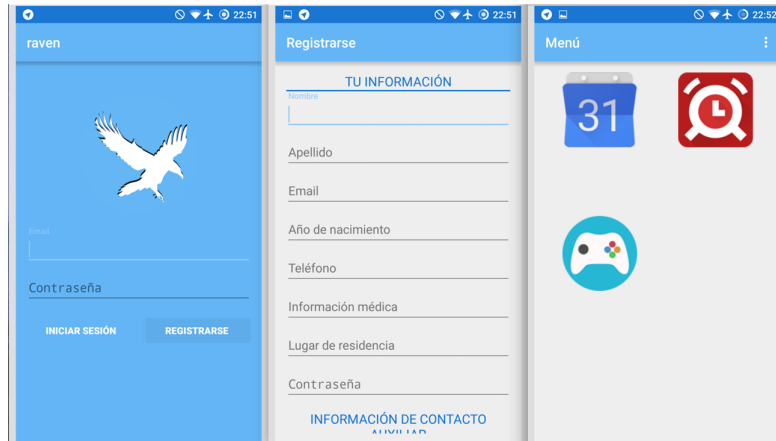 22:51
raven
Email
Contraseña
INICIAR SESIÓN
REGISTRARSE
22:51
Registrarse
TU INFORMACIÓN
Nombre
Apellido
Email
Año de nacimiento
Teléfono
Información médica
Lugar de residencia
Contraseña
INFORMACIÓN DE CONTACTO
AUXILIAR
22:52
Menú
31